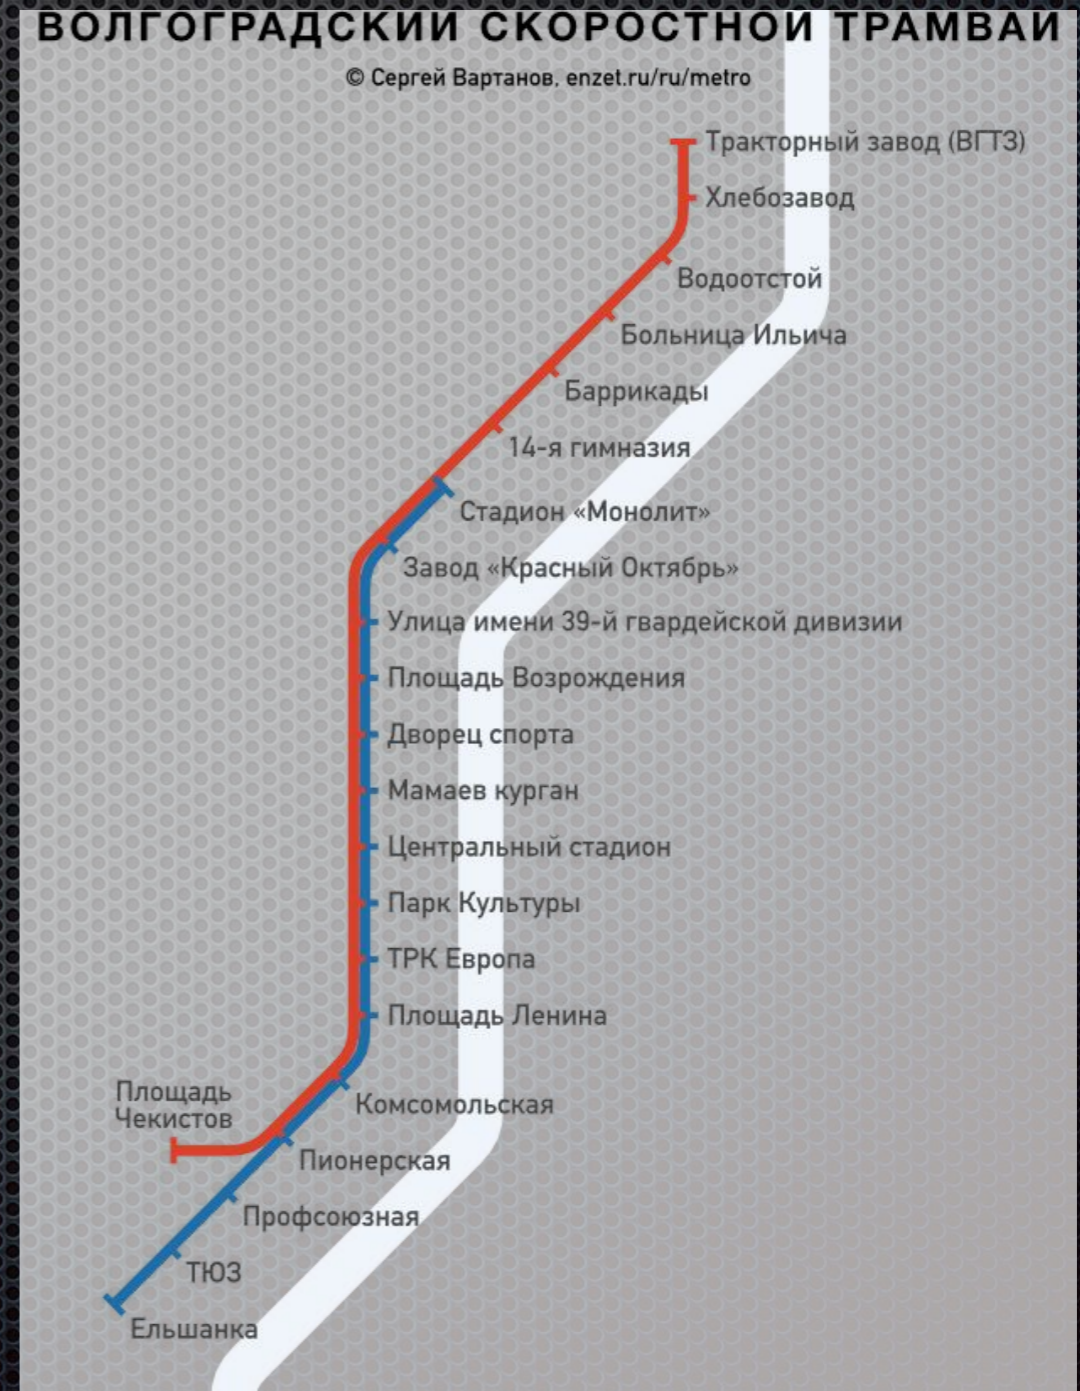 ВОЛГОГРАДСКИЙ СКОРОСТНОЙ ТРАМВАЙ
© Сергей Вартанов, enzet.ru/ru/metro
Тракторный завод (ВГТЗ)
Хлебозавод
Водоотстой
Больница Ильича
Баррикады
14-я гимназия
Стадион «Монолит»
Завод «Красный Октябрь»
Улица имени 39-й гвардейской дивизии
Площадь Возрождения
Дворец спорта
Мамаев курган
Центральный стадион
Парк Культуры
ТРК Европа
Площадь Ленина
Площадь
Чекистов
Комсомольская
Пионерская
Профсоюзная
ТЮЗ
Ельшанка